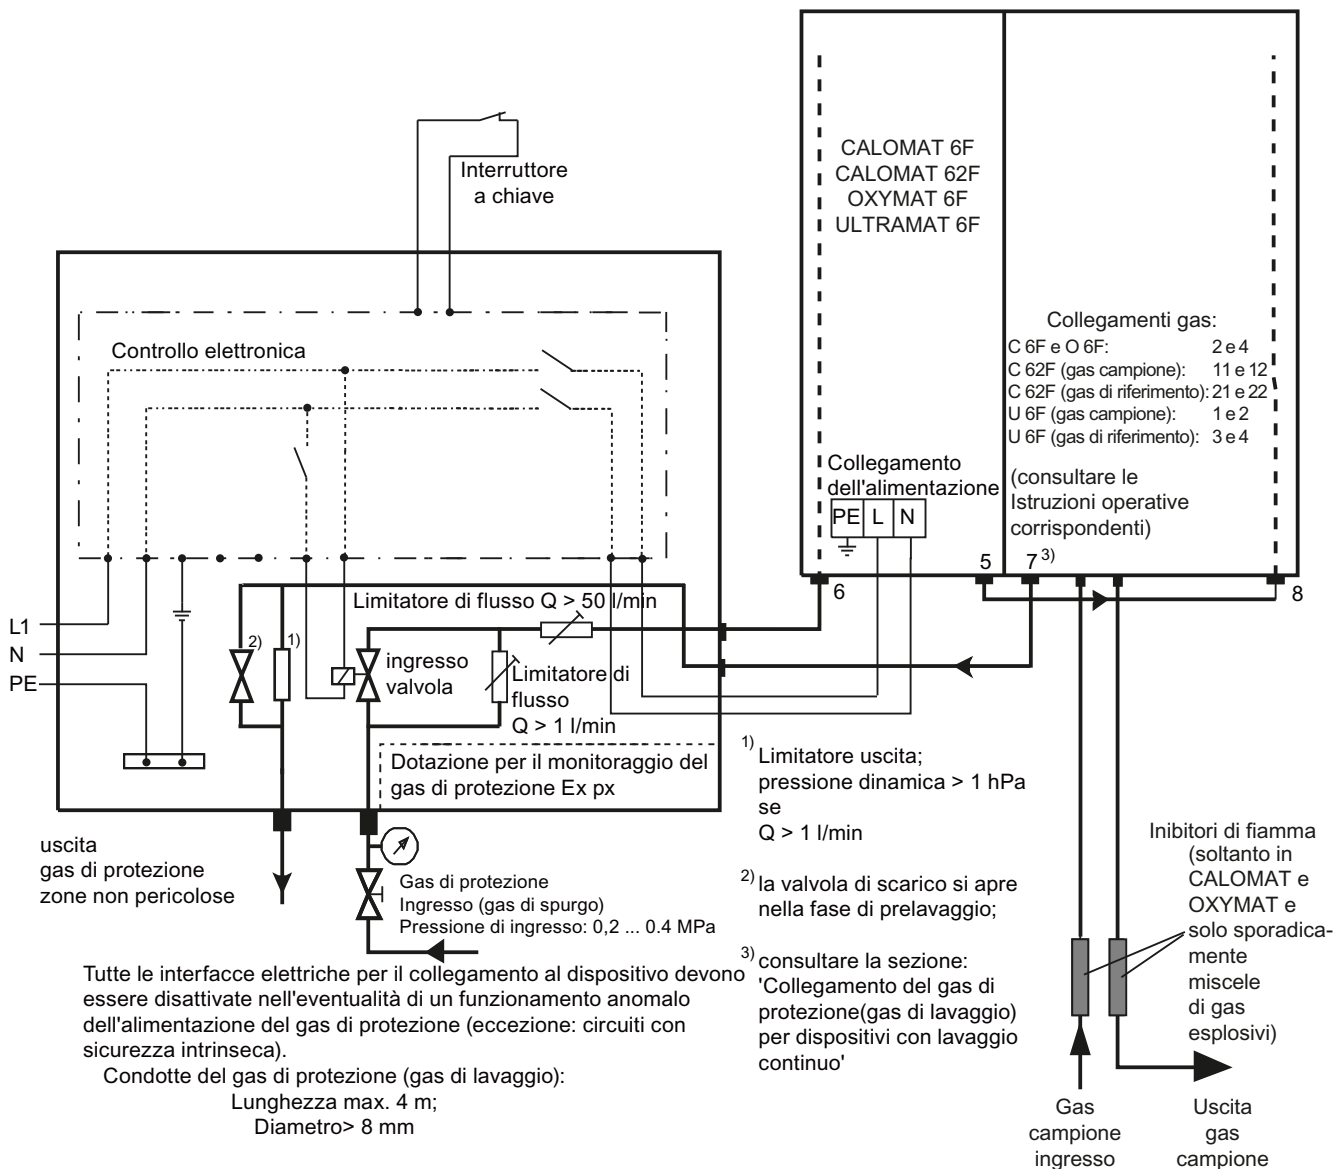 CALOMAT 6F
CALOMAT 62F
OXYMAT 6F
ULTRAMAT 6F
Interruttore
a chiave
Controllo elettronica
Collegamenti gas:
C 6F e O 6F: 2 e 4
C 62F (gas campione): 11 e 12
C 62F (gas di riferimento): 21 e 22
U 6F (gas campione): 1 e 2
U 6F (gas di riferimento): 3 e 4
(consultare le
Istruzioni operative
corrispondenti)
Collegamento
dell'alimentazione
PE L N
5 7 3)
6 8
Limitatore di flusso Q > 50 l/min
L1
N
PE
2) 1)
ingresso
valvola
Limitatore di
flusso
Q > 1 l/min
Dotazione per il monitoraggio del
gas di protezione Ex px
uscita
gas di protezione
zone non pericolose
Gas di protezione
Ingresso (gas di spurgo)
Pressione di ingresso: 0,2 ... 0.4 MPa
1) Limitatore uscita;
pressione dinamica > 1 hPa
se
Q > 1 l/min
2) la valvola di scarico si apre
nella fase di prelavaggio;
3) consultare la sezione:
'Collegamento del gas di
protezione(gas di lavaggio)
per dispositivi con lavaggio
continuo'
Inibitori di fiamma
(soltanto in
CALOMAT e
OXYMAT e
solo sporadica-
mente
miscele
di gas
esplosivi)
Tutte le interfacce elettriche per il collegamento al dispositivo devono
essere disattivate nell'eventualità di un funzionamento anomalo
dell'alimentazione del gas di protezione (eccezione: circuiti con
sicurezza intrinseca).
Condotte del gas di protezione (gas di lavaggio):
Lunghezza max. 4 m;
Diametro> 8 mm
Gas
campione
ingresso
Uscita
gas
campione